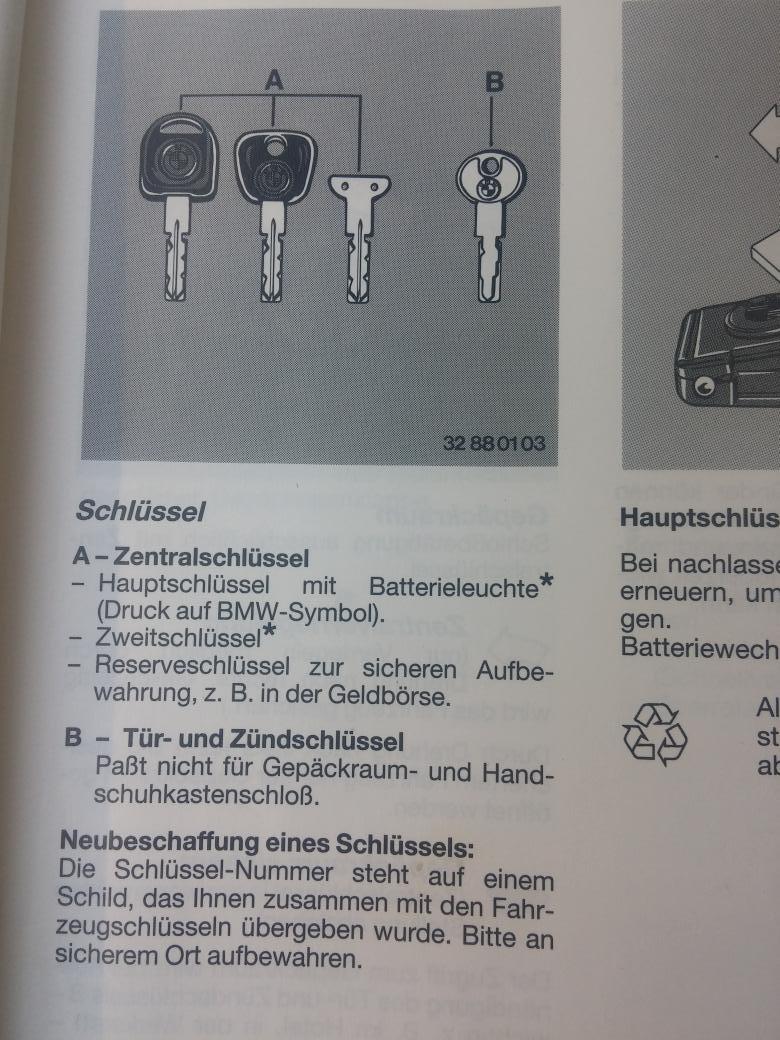 A
B
32 880103
Schlüssel
A – Zentralschlüssel
– Hauptschlüssel mit Batterieleuchte*
(Druck auf BMW-Symbol).
– Zweitschlüssel*
– Reserveschlüssel zur sicheren Aufbe-
wahrung, z. B. in der Geldbörse.
B – Tür- und Zündschlüssel
Paßt nicht für Gepäckraum- und Hand-
schuhkastenschloß.
Neubeschaffung eines Schlüssels:
Die Schlüssel-Nummer steht auf einem
Schild, das Ihnen zusammen mit den Fahr-
zeugschlüsseln übergeben wurde. Bitte an
sicherem Ort aufbewahren.
Hauptschlüs
Bei nachlasse
erneuern, um
gen.
Batteriewech
Al
st
ab